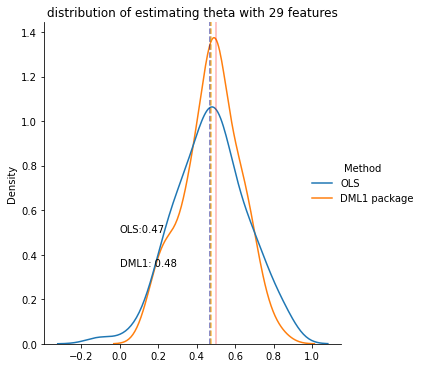 distribution of estimating theta with 29 features
1.4
1.2
1.0
0.8
0.6
0.4
0.2
0.0
Density
OLS:0.47
DML1: 0.48
Method
OLS
DML1 package
−0.2
0.0
0.2
0.4
0.6
0.8
1.0